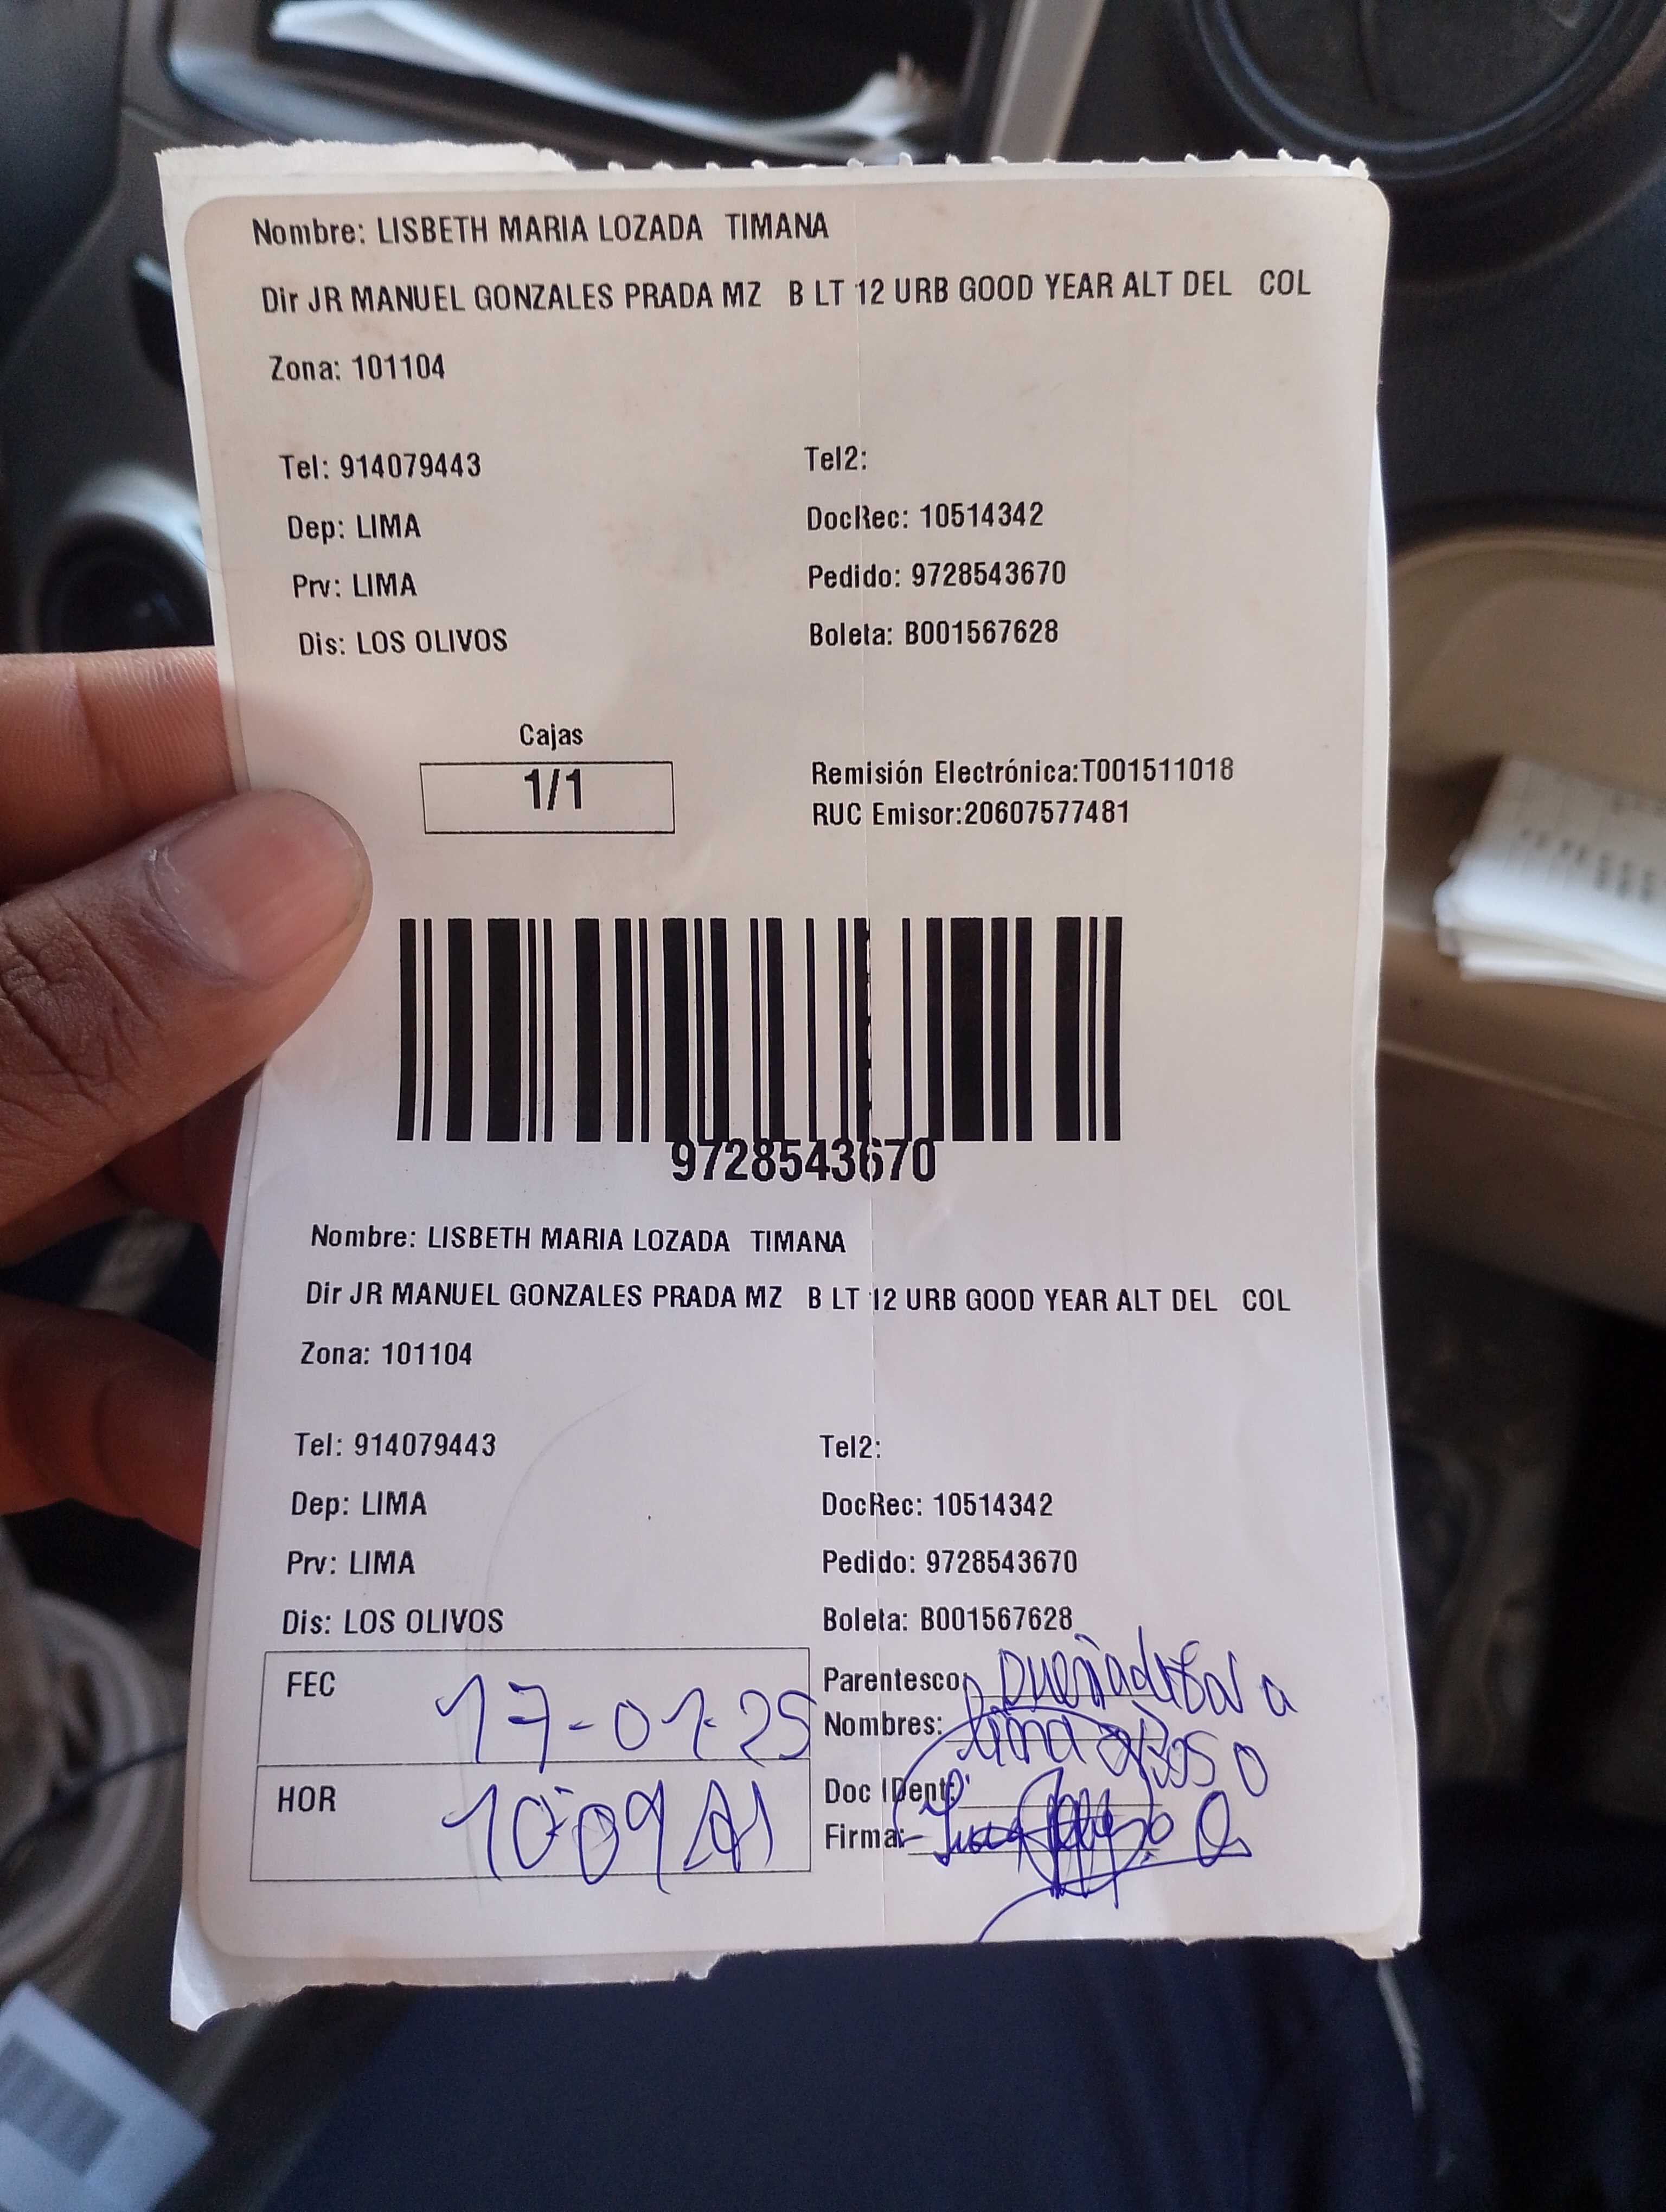 Nombre: LISBETH MARIA LOZADA TIMANA
Dir JR MANUEL GONZALES PRADA MZ B LT 12 URB GOOD YEAR ALT DEL COL
Zona: 101104
Tel: 914079443 Tel2:
Dep: LIMA DocRec: 10514342
Prv: LIMA Pedido: 9728543670
Dis: LOS OLIVOS Boleta: B001567628
Cajas
1/1
Remisión Electrónica:T001511018
RUC Emisor:20607577481
9728543670
Nombre: LISBETH MARIA LOZADA TIMANA
Dir JR MANUEL GONZALES PRADA MZ B LT 12 URB GOOD YEAR ALT DEL COL
Zona: 101104
Tel: 914079443 Tel2:
Dep: LIMA DocRec: 10514342
Prv: LIMA Pedido: 9728543670
Dis: LOS OLIVOS Boleta: B001567628
FEC 17-01-25
HOR 10:09
Parentesco:
Nombres:
Doc IDent:
Firma: